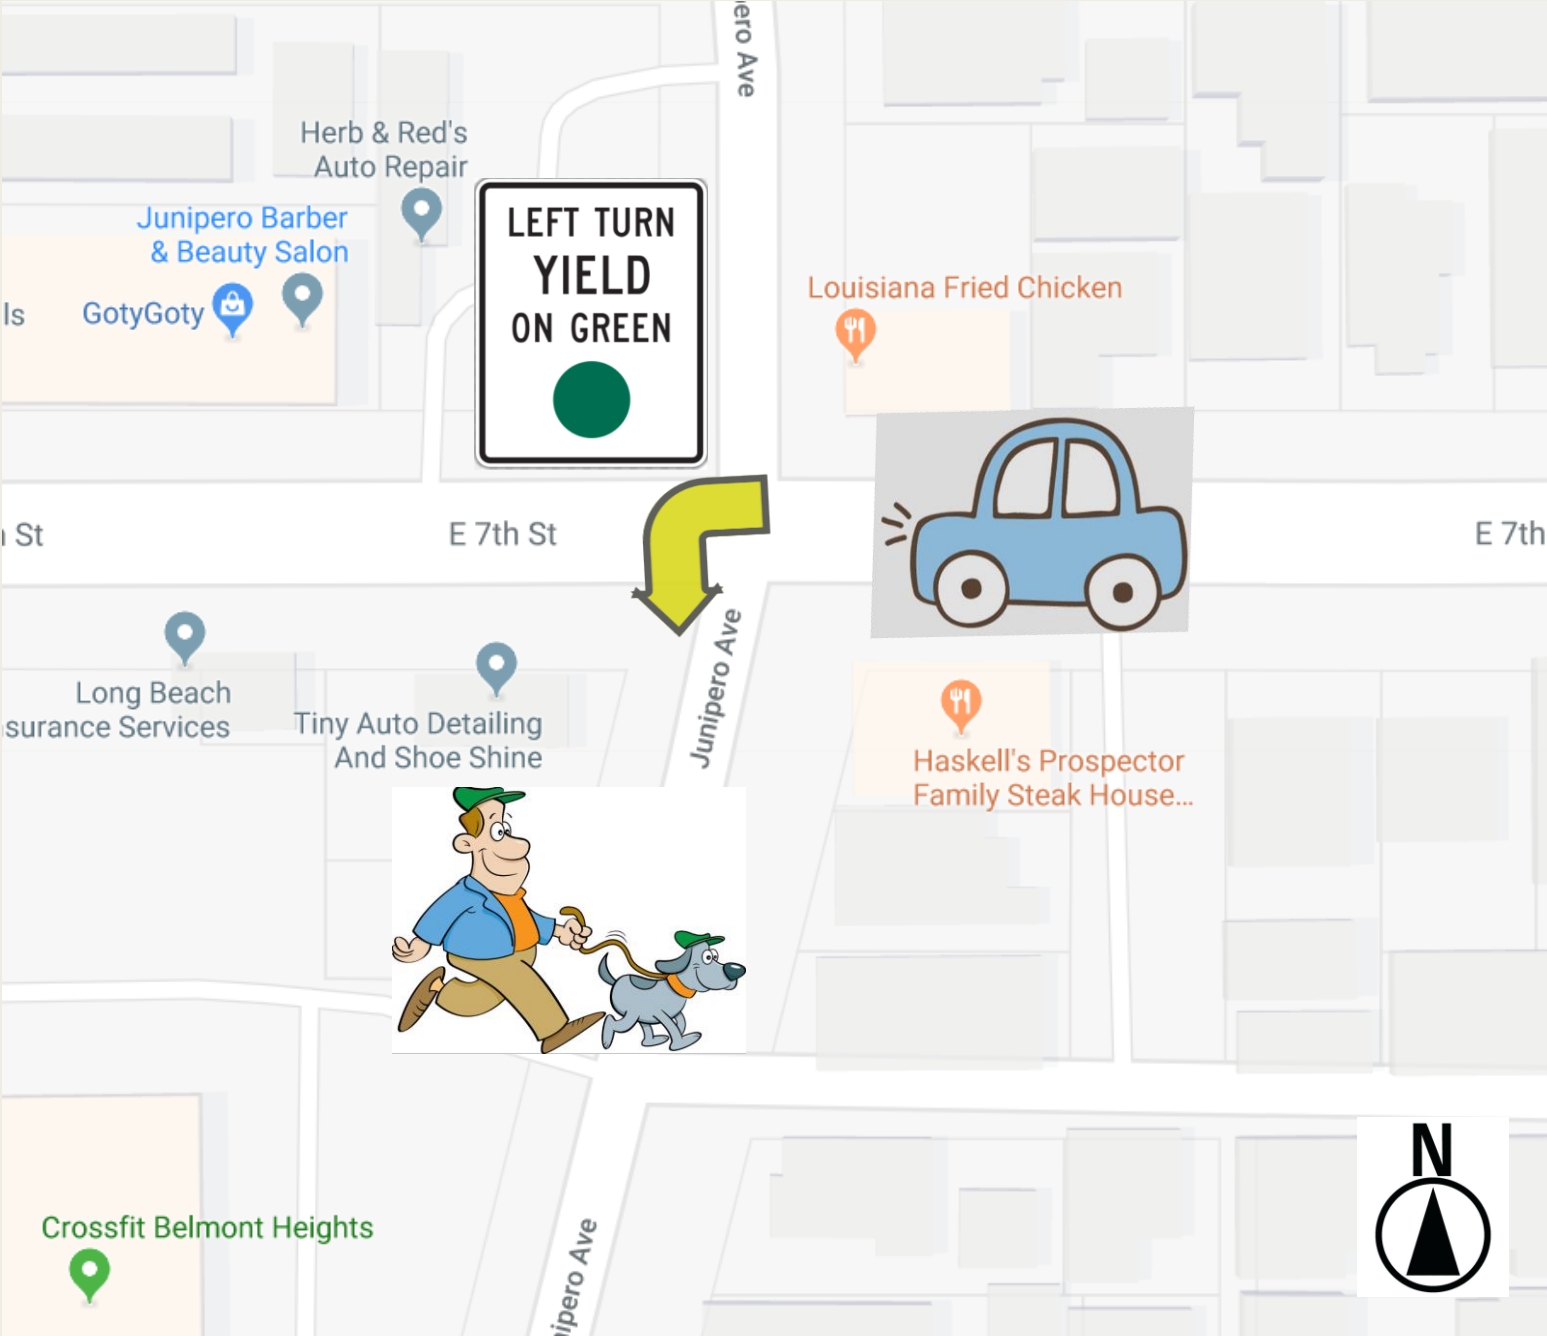 ero Ave
Herb & Red's
Auto Repair
Junipero Barber
& Beauty Salon
GotyGoty
ls
LEFT TURN
YIELD
ON GREEN
Louisiana Fried Chicken
St
E 7th St
E 7th
Junipero Ave
Long Beach
surance Services
Tiny Auto Detailing
And Shoe Shine
Haskell's Prospector
Family Steak House...
Crossfit Belmont Heights
nipero Ave
N